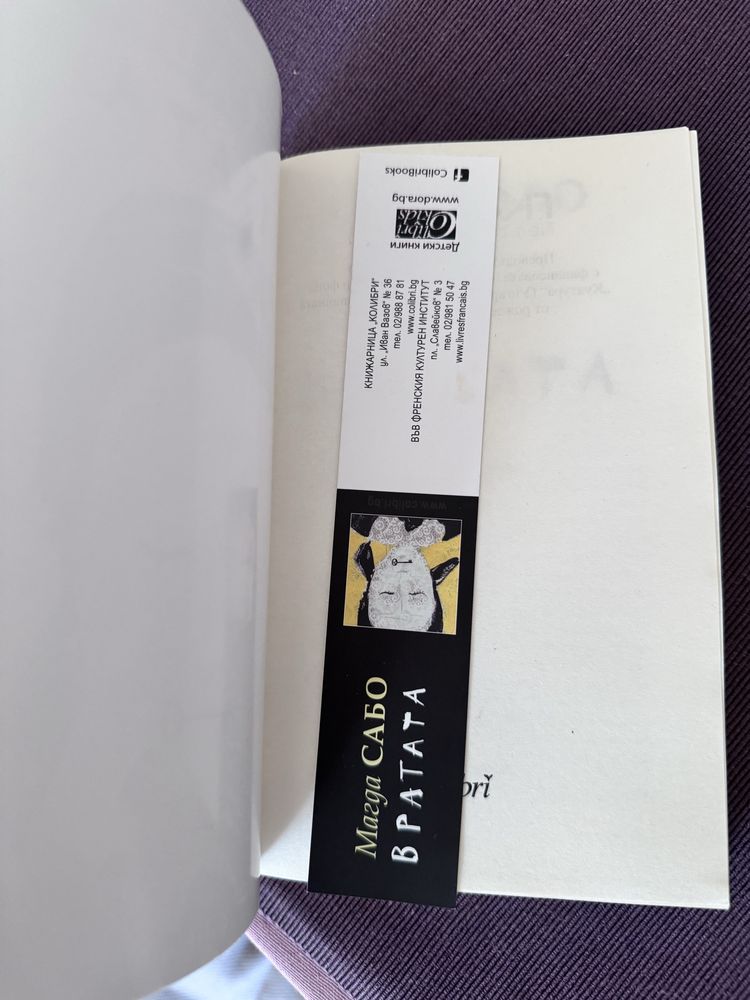 ColibriBooks
www.dora.bg
Colibri
Kids
Детски книги
КНИЖАРНИЦА „КОЛИБРИ“
ул. „Иван Вазов“ № 36
тел. 02/988 87 81
www.colibri.bg
ВЪВ ФРЕНСКИЯ КУЛТУРЕН ИНСТИТУТ
пл. „Славейков“ № 3
тел. 02/981 50 47
www.livresfrancais.bg
www.colibri.bg
Магда САБО
ВРАТАТА